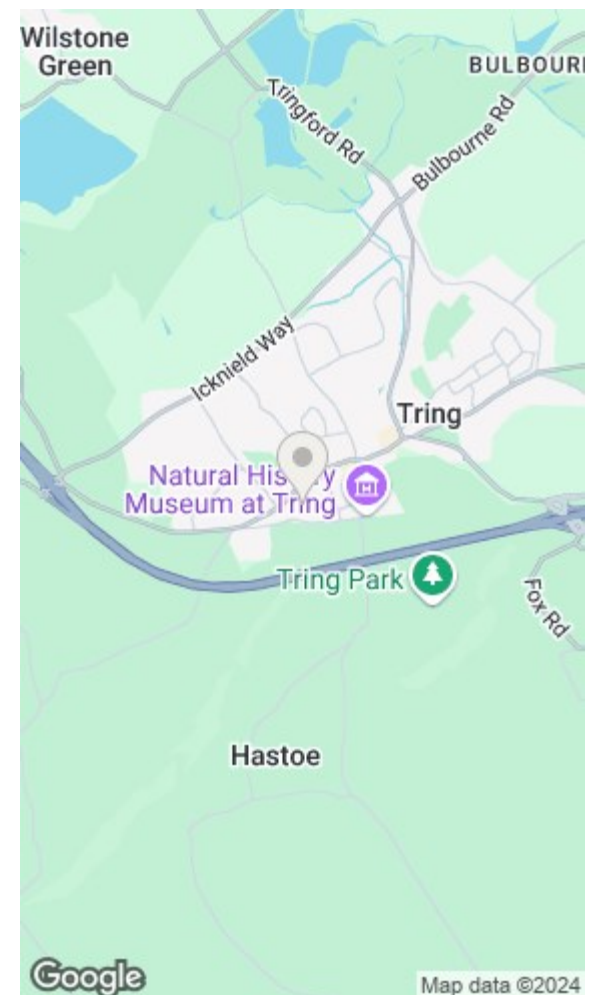 Wilstone
Green
BULBOURI
Tringford Rd
Bulbourne Rd
Icknield Way
Tring
Natural History
Museum at Tring
Tring Park
Fox Rd
Hastoe
Google
Map data ©2024